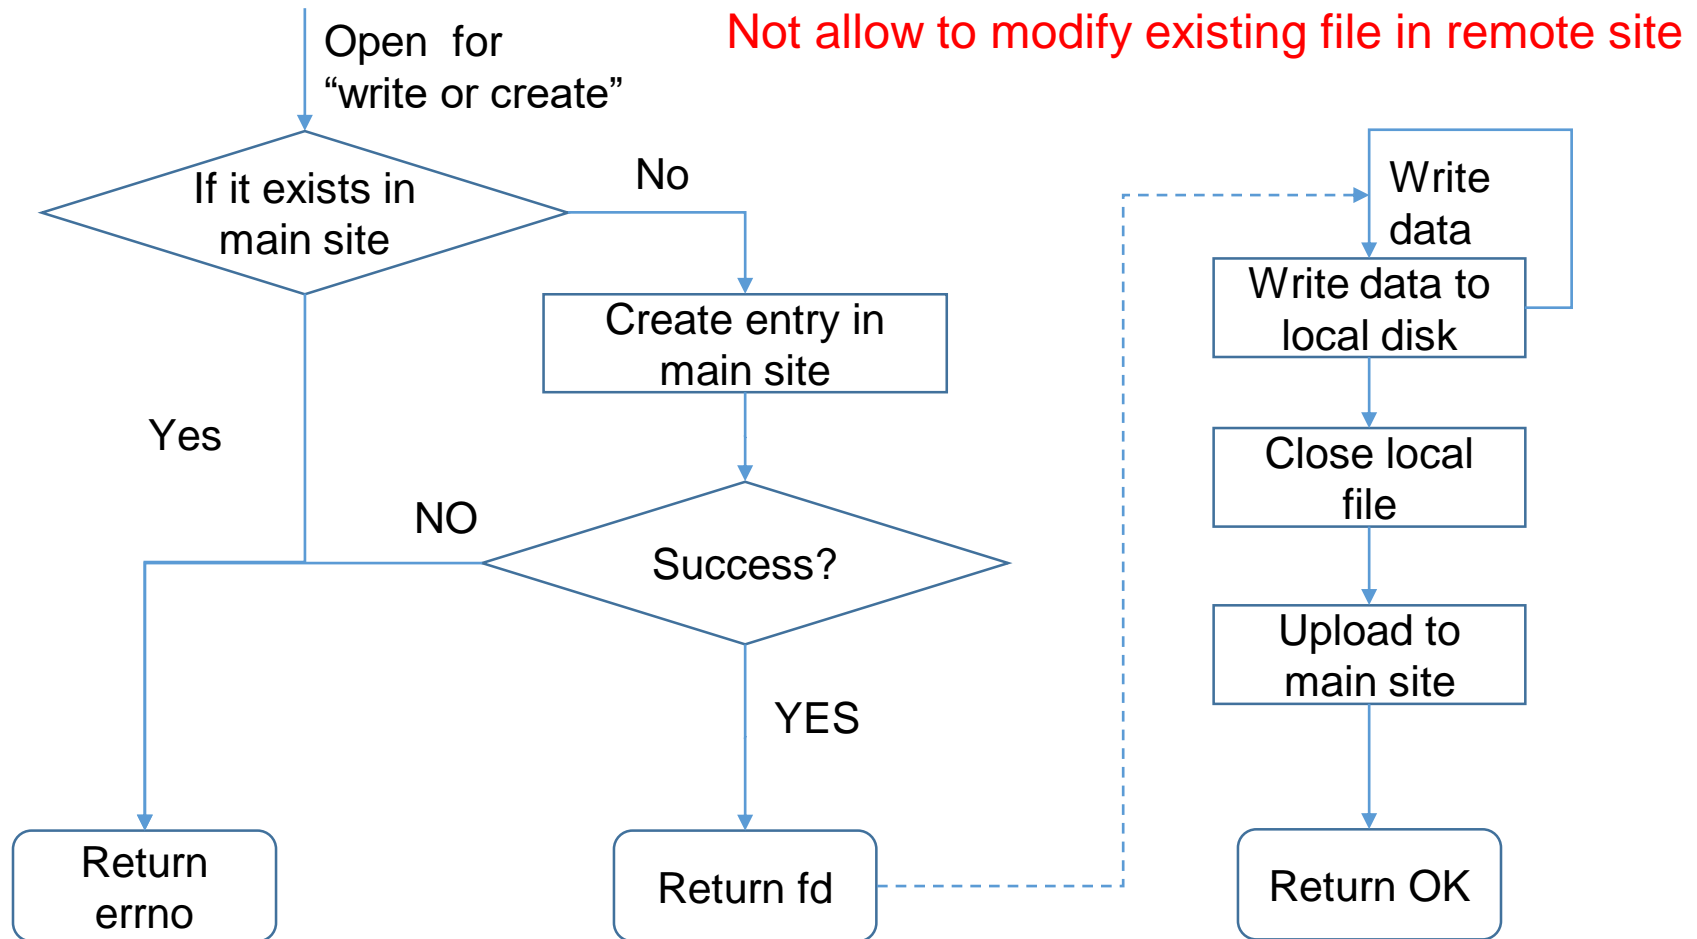 Not allow to modify existing file in remote site
Open for
“write or create”
If it exists in
main site
No
Create entry in
main site
Yes
NO
Success?
YES
Return
errno
Return fd
Write
data
Write data to
local disk
Close local
file
Upload to
main site
Return OK